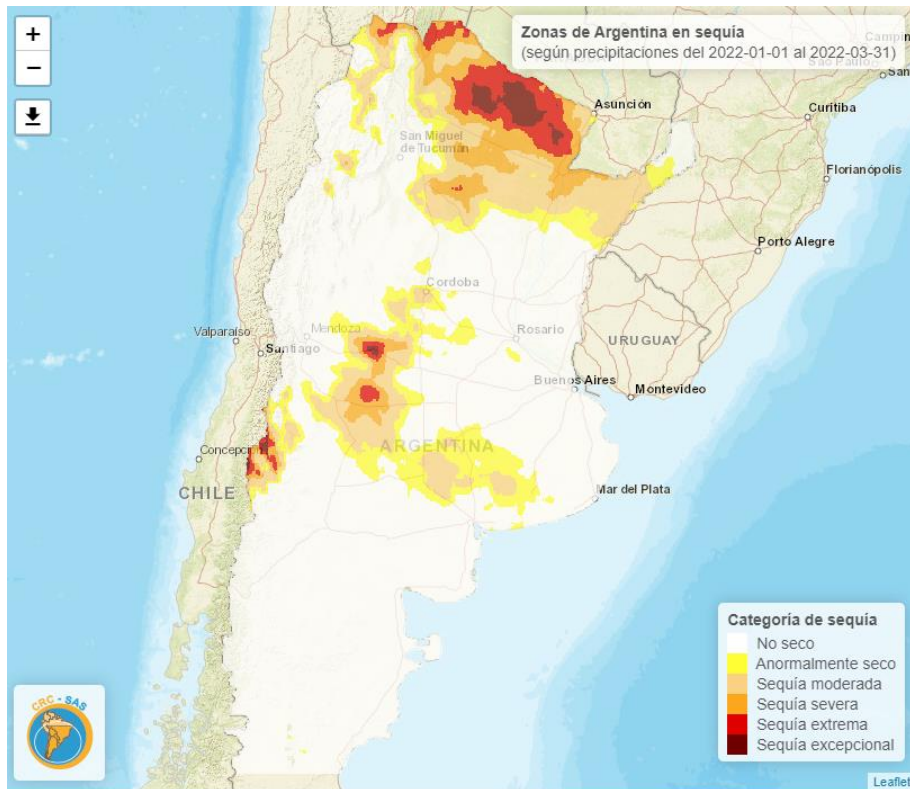 +
−
Zonas de Argentina en sequía
(según precipitaciones del 2022-01-01 al 2022-03-31)
Asunción
Curitiba
San Miguel
de Tucumán
Florianópolis
Porto Alegre
Cordoba
Valparaíso
Mendoza
Rosario
URUGUAY
Santiago
Buenos Aires
Montevideo
ARGENTINA
Concepción
CHILE
Mar del Plata
Categoría de sequía
No seco
Anormalmente seco
Sequía moderada
Sequía severa
Sequía extrema
Sequía excepcional
CRC - SAS
Leaflet